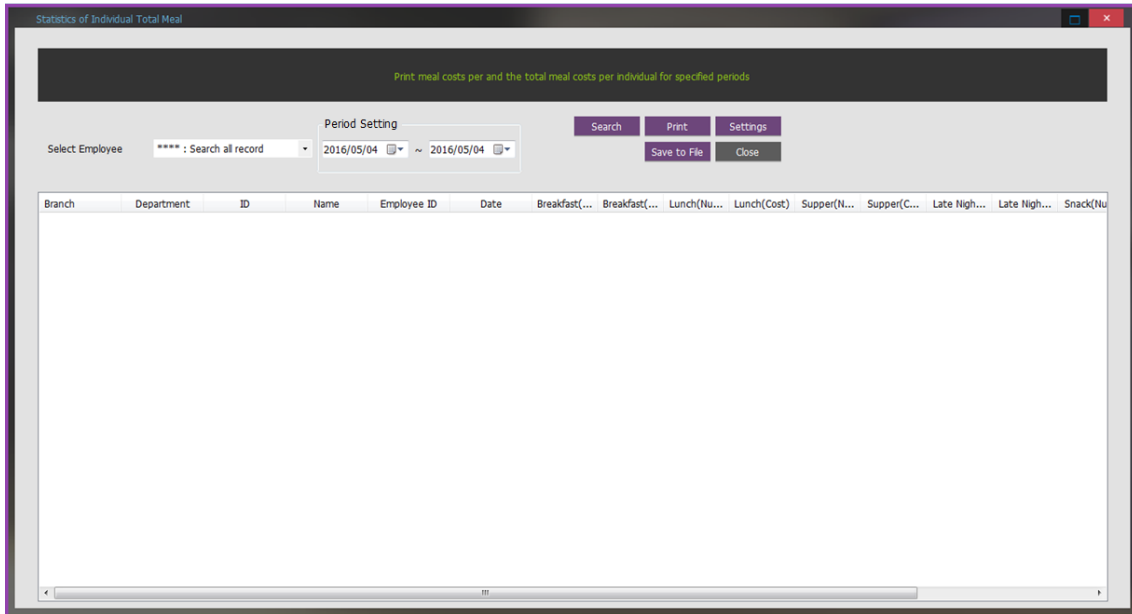 Statistics of Individual Total Meal
Print meal costs per and the total meal costs per individual for specified periods
Period Setting
Search Print Settings
Select Employee **** : Search all record 2016/05/04 ~ 2016/05/04
Save to File Close
Branch Department ID Name Employee ID Date Breakfast(... Breakfast(... Lunch(Nu... Lunch(Cost) Supper(N... Supper(C... Late Nigh... Late Nigh... Snack(Nu